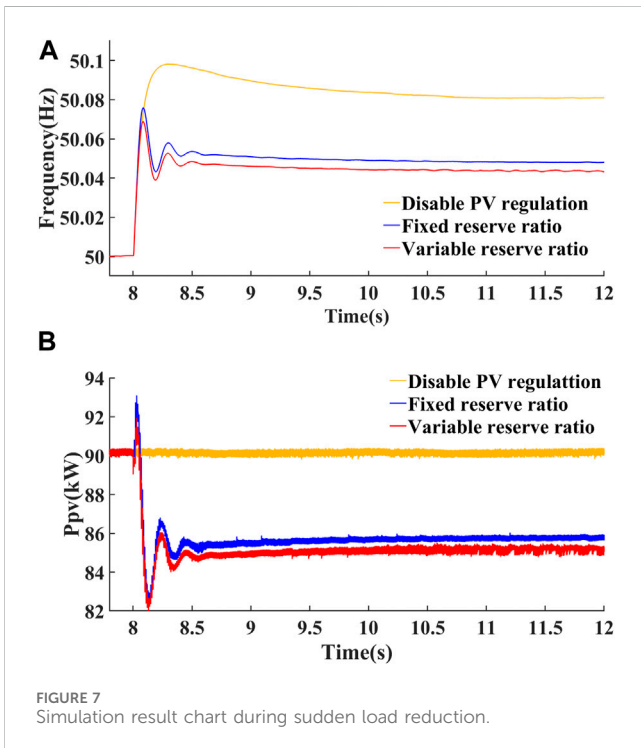 A
Frequency(Hz)
50.1
50.08
50.06
50.04
50.02
50
Disable PV regulation
Fixed reserve ratio
Variable reserve ratio
8 8.5 9 9.5 10 10.5 11 11.5 12
Time(s)
B
Ppv(kW)
94
92
90
88
86
84
82
Disable PV regulattion
Fixed reserve ratio
Variable reserve ratio
8 8.5 9 9.5 10 10.5 11 11.5 12
Time(s)
FIGURE 7
Simulation result chart during sudden load reduction.